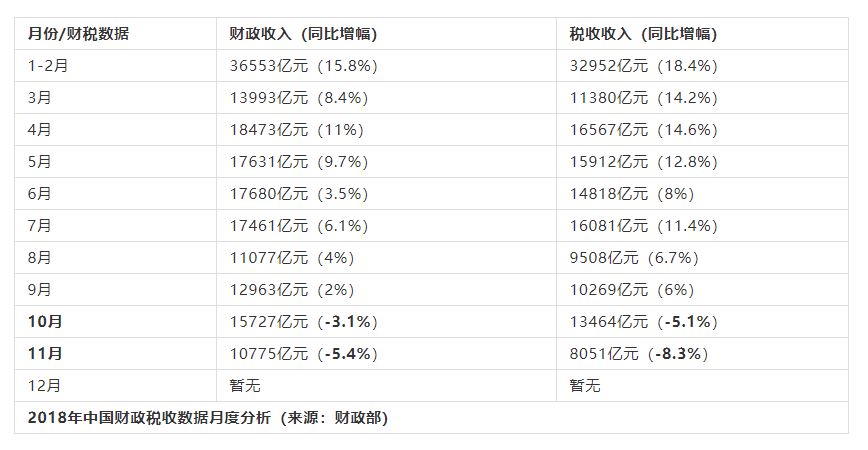 月份/财税数据 财政收入（同比增幅） 税收收入（同比增幅）
1-2月 36553亿元（15.8%） 32952亿元（18.4%）
3月 13993亿元（8.4%） 11380亿元（14.2%）
4月 18473亿元（11%） 16567亿元（14.6%）
5月 17631亿元（9.7%） 15912亿元（12.8%）
6月 17680亿元（3.5%） 14818亿元（8%）
7月 17461亿元（6.1%） 16081亿元（11.4%）
8月 11077亿元（4%） 9508亿元（6.7%）
9月 12963亿元（2%） 10269亿元（6%）
10月 15727亿元（-3.1%） 13464亿元（-5.1%）
11月 10775亿元（-5.4%） 8051亿元（-8.3%）
12月 暂无 暂无
2018年中国财政税收数据月度分析（来源：财政部）